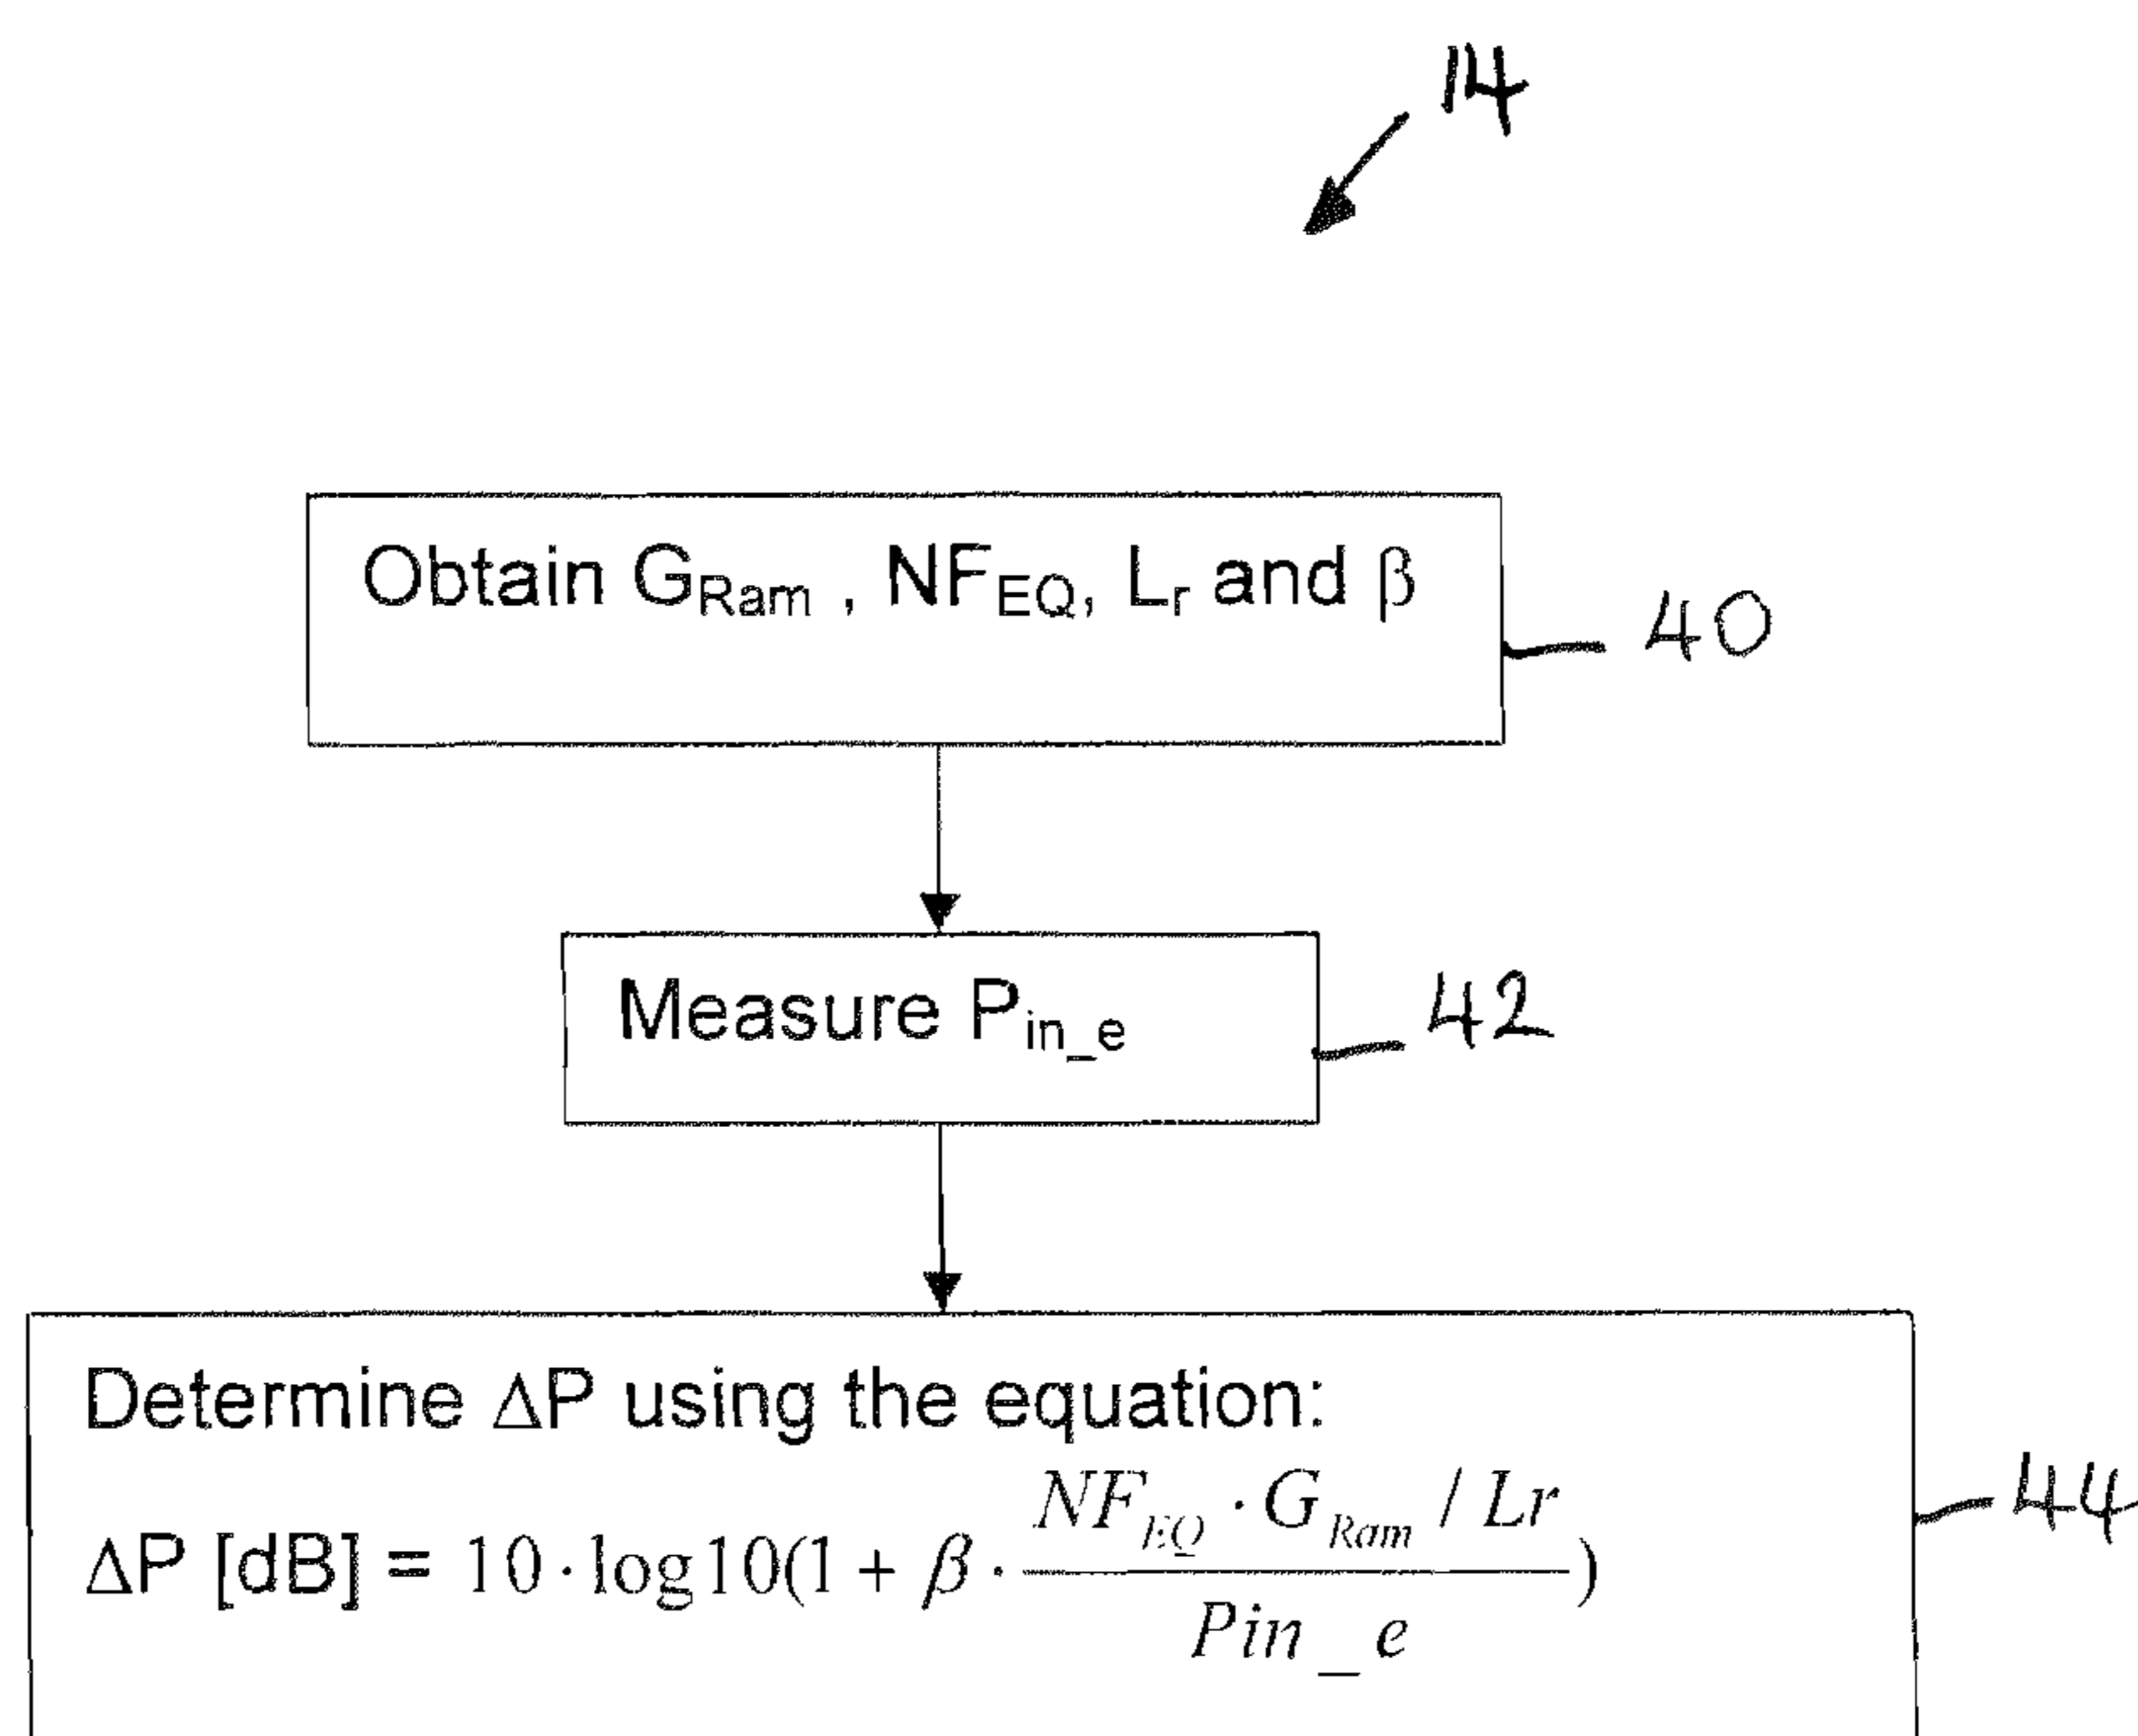 14
Obtain G_Ram , NF_EQ, L_r and β
40
Measure P_in_e
42
Determine ΔP using the equation:
ΔP [dB] = 10·log10(1 + β · (NF_EQ · G_Ram / Lr) / (Pin_e))
44